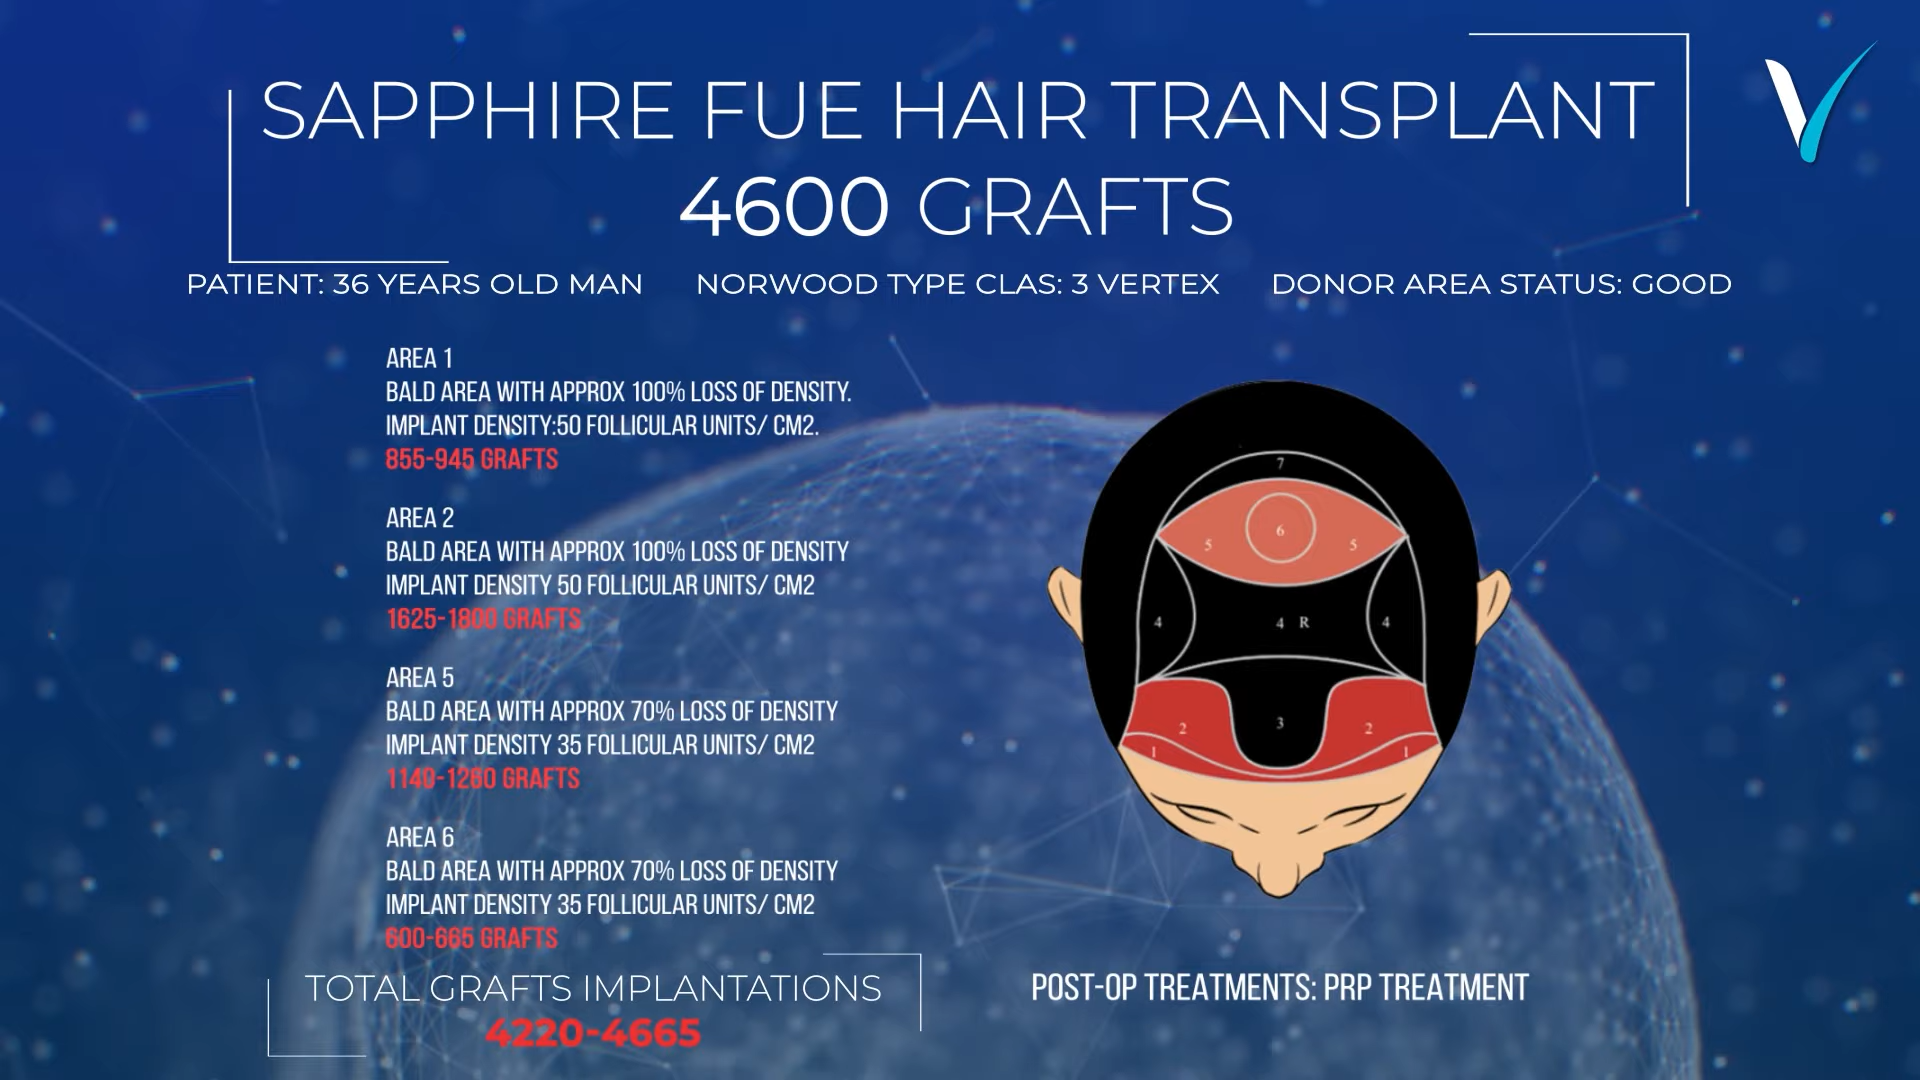 SAPPHIRE FUE HAIR TRANSPLANT
4600 GRAFTS
PATIENT: 36 YEARS OLD MAN NORWOOD TYPE CLAS: 3 VERTEX DONOR AREA STATUS: GOOD
AREA 1
BALD AREA WITH APPROX 100% LOSS OF DENSITY.
IMPLANT DENSITY:50 FOLLICULAR UNITS/ CM2.
855-945 GRAFTS
AREA 2
BALD AREA WITH APPROX 100% LOSS OF DENSITY
IMPLANT DENSITY 50 FOLLICULAR UNITS/ CM2
1625-1800 GRAFTS
AREA 5
BALD AREA WITH APPROX 70% LOSS OF DENSITY
IMPLANT DENSITY 35 FOLLICULAR UNITS/ CM2
1140-1260 GRAFTS
AREA 6
BALD AREA WITH APPROX 70% LOSS OF DENSITY
IMPLANT DENSITY 35 FOLLICULAR UNITS/ CM2
600-665 GRAFTS
TOTAL GRAFTS IMPLANTATIONS
4220-4665
7
6
5 5
4 4 R 4
2 3 2
1 1
POST-OP TREATMENTS: PRP TREATMENT